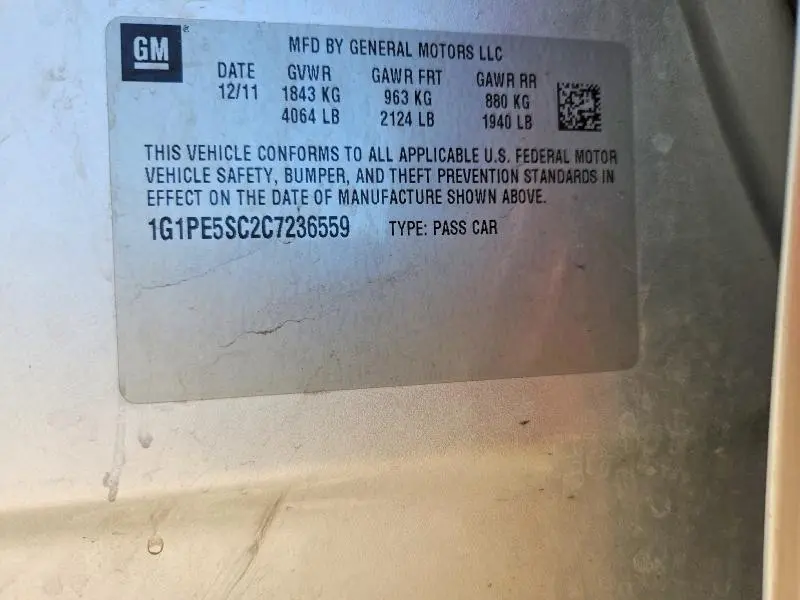 GM
MFD BY GENERAL MOTORS LLC
DATE GVWR GAWR FRT GAWR RR
12/11 1843 KG 963 KG 880 KG
4064 LB 2124 LB 1940 LB
THIS VEHICLE CONFORMS TO ALL APPLICABLE U.S. FEDERAL MOTOR
VEHICLE SAFETY, BUMPER, AND THEFT PREVENTION STANDARDS IN
EFFECT ON THE DATE OF MANUFACTURE SHOWN ABOVE.
1G1PE5SC2C7236559 TYPE: PASS CAR